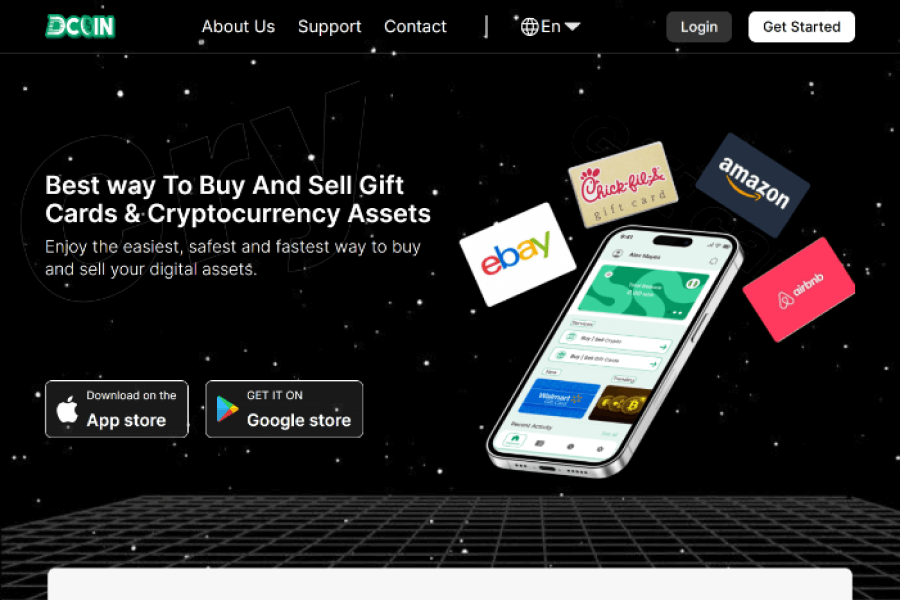 DCOIN
About Us
Support
Contact
En
Login
Get Started
Cry
Best way To Buy And Sell Gift
Cards & Cryptocurrency Assets
Enjoy the easiest, safest and fastest way to buy
and sell your digital assets.
Download on the
App store
GET IT ON
Google store
ebay
Chick-fil-A
gift card
amazon
airbnb
9:41
Alex Mayes
Services
Buy | Sell Crypto
Buy | Sell Gift Cards
New
Trending
Walmart
Recent Activity